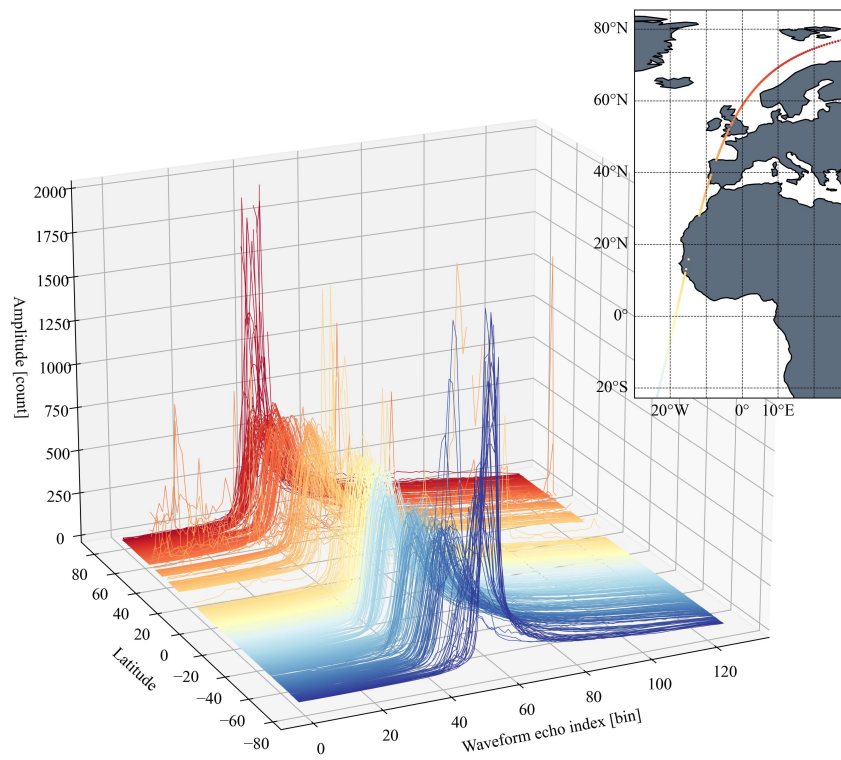 80°N
60°N
40°N
20°N
0°
20°S
20°W 0° 10°E
2000
1750
1500
1250
1000
750
500
250
0
Amplitude [count]
80
60
40
20
0
−20
−40
−60
−80
Latitude
0
20
40
60
80
100
120
Waveform echo index [bin]